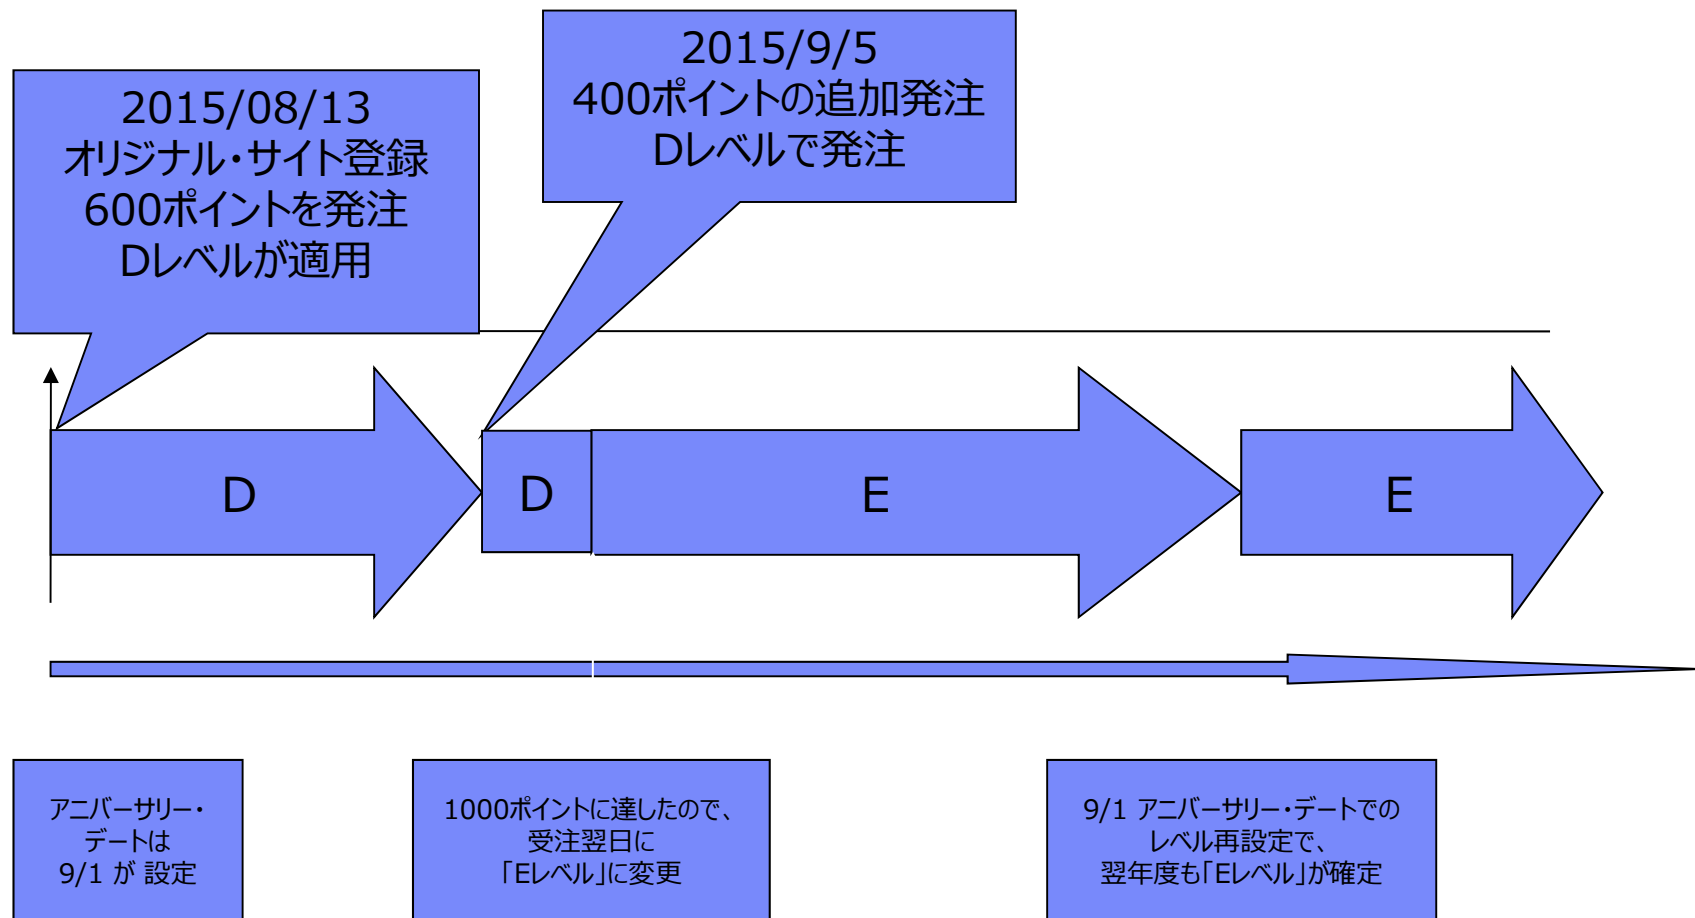 2015/08/13
オリジナル・サイト登録
600ポイントを発注
Dレベルが適用
2015/9/5
400ポイントの追加発注
Dレベルで発注
D
D
E
E
アニバーサリー・
デートは
9/1 が 設定
1000ポイントに達したので、
受注翌日に
「Eレベル」に変更
9/1 アニバーサリー・デートでの
レベル再設定で、
翌年度も「Eレベル」が確定